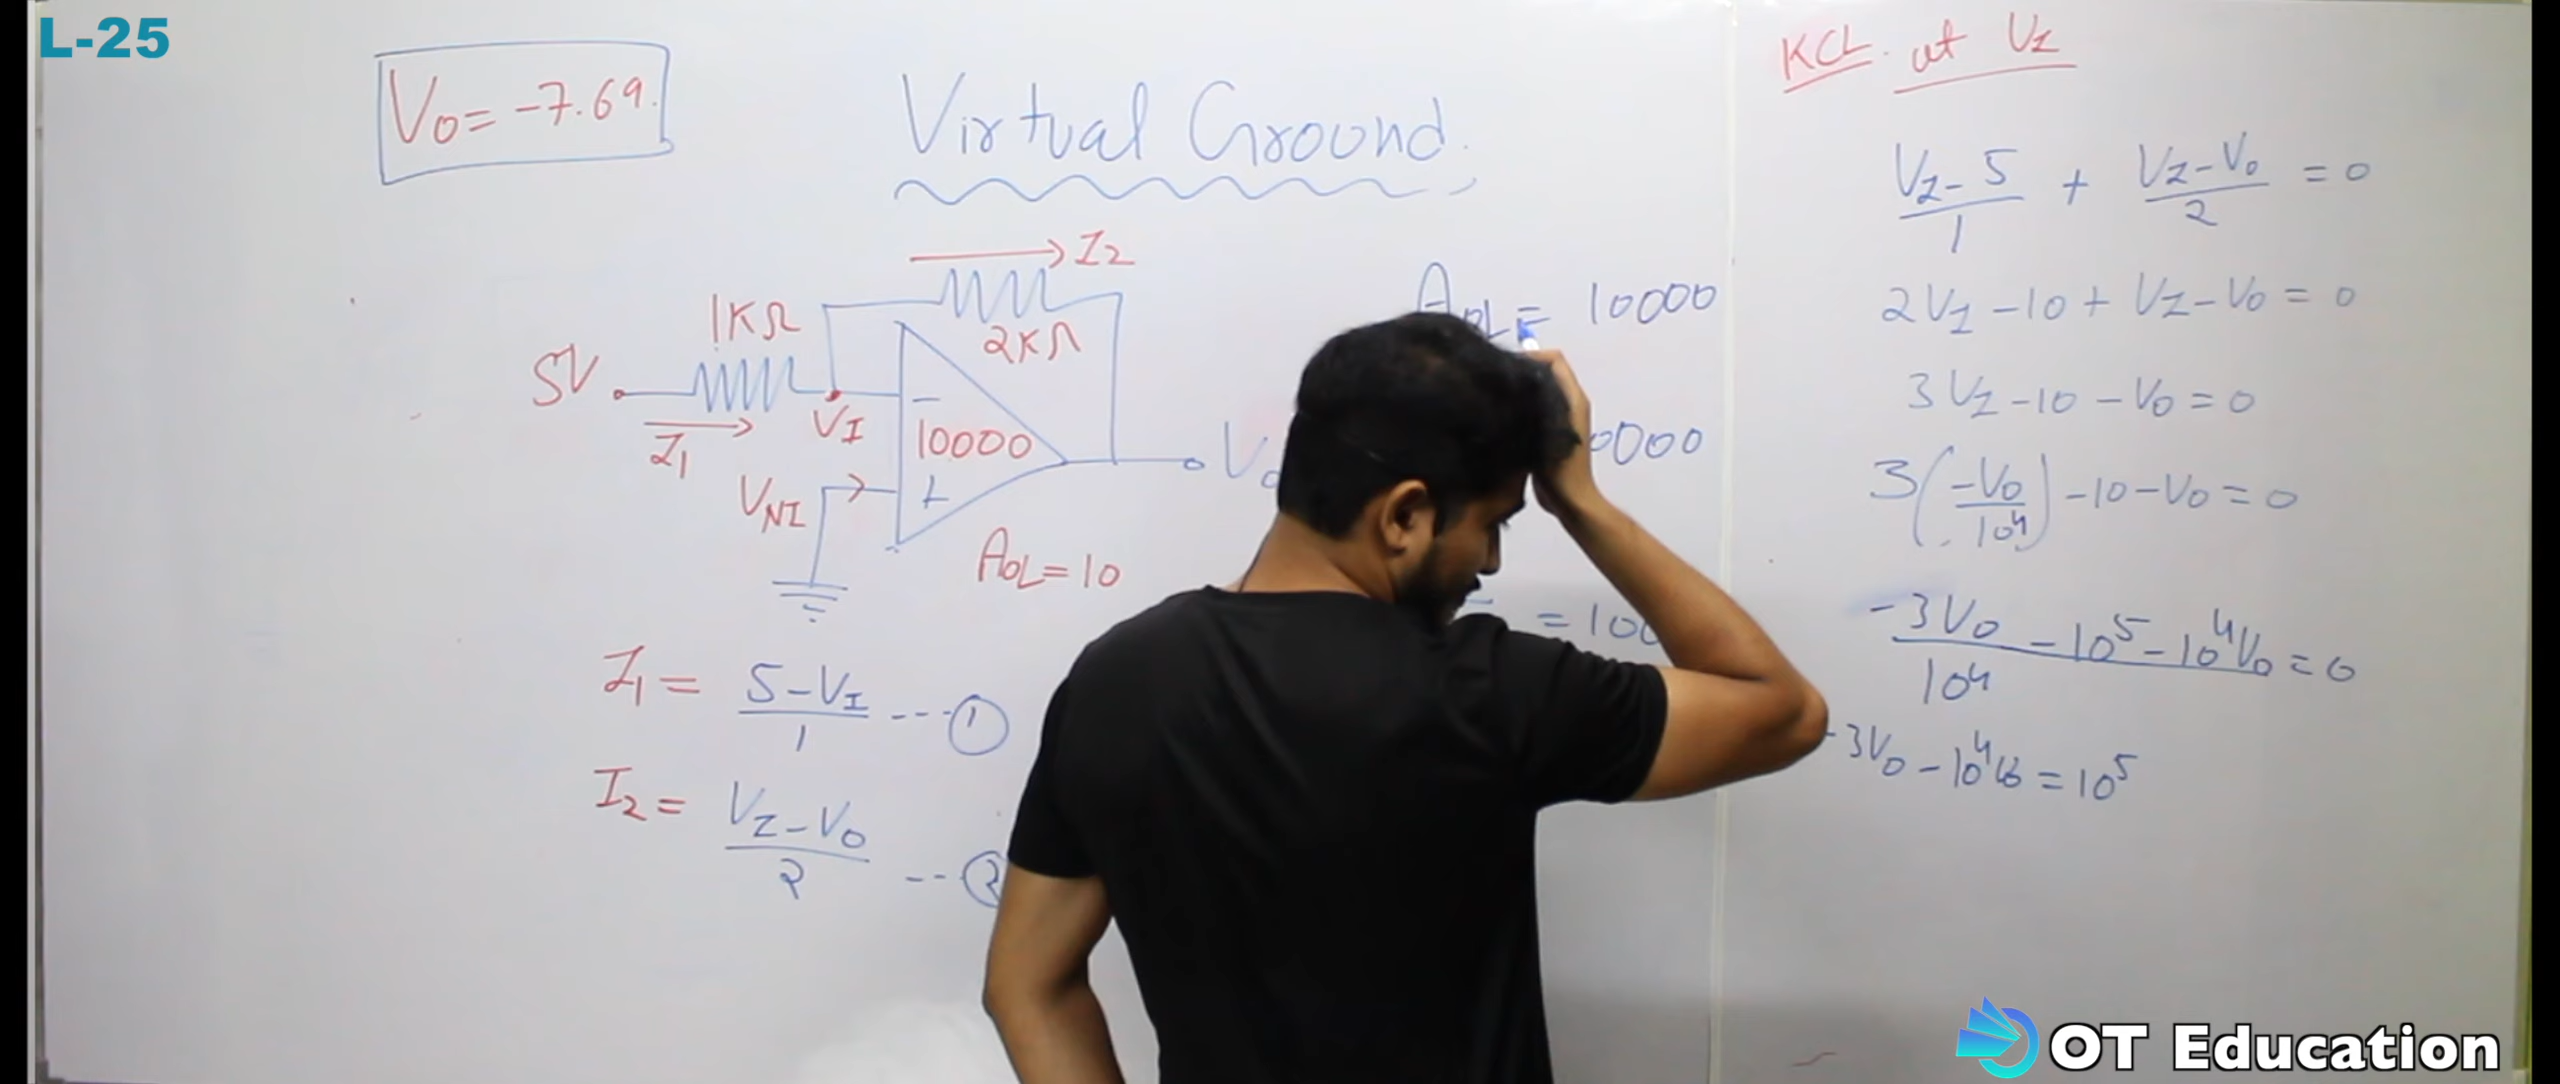 L-25
V₀ = -7.69.
Virtual Ground.
I₂
1KΩ
2KΩ
5V
I₁
V_I
-
10000
+
V_NI
A_OL = 10
I₁ = (5 - V_I)/1 ---①
I₂ = (V_I - V₀)/2 --②
A_OL = 10000
= 100
KCL. at V_I
(V_I - 5)/1 + (V_I - V₀)/2 = 0
2V_I - 10 + V_I - V₀ = 0
3V_I - 10 - V₀ = 0
3(-V₀/10⁴) - 10 - V₀ = 0
(-3V₀ - 10⁵ - 10⁴V₀)/10⁴ = 0
-3V₀ - 10⁴V₀ = 10⁵
OT Education